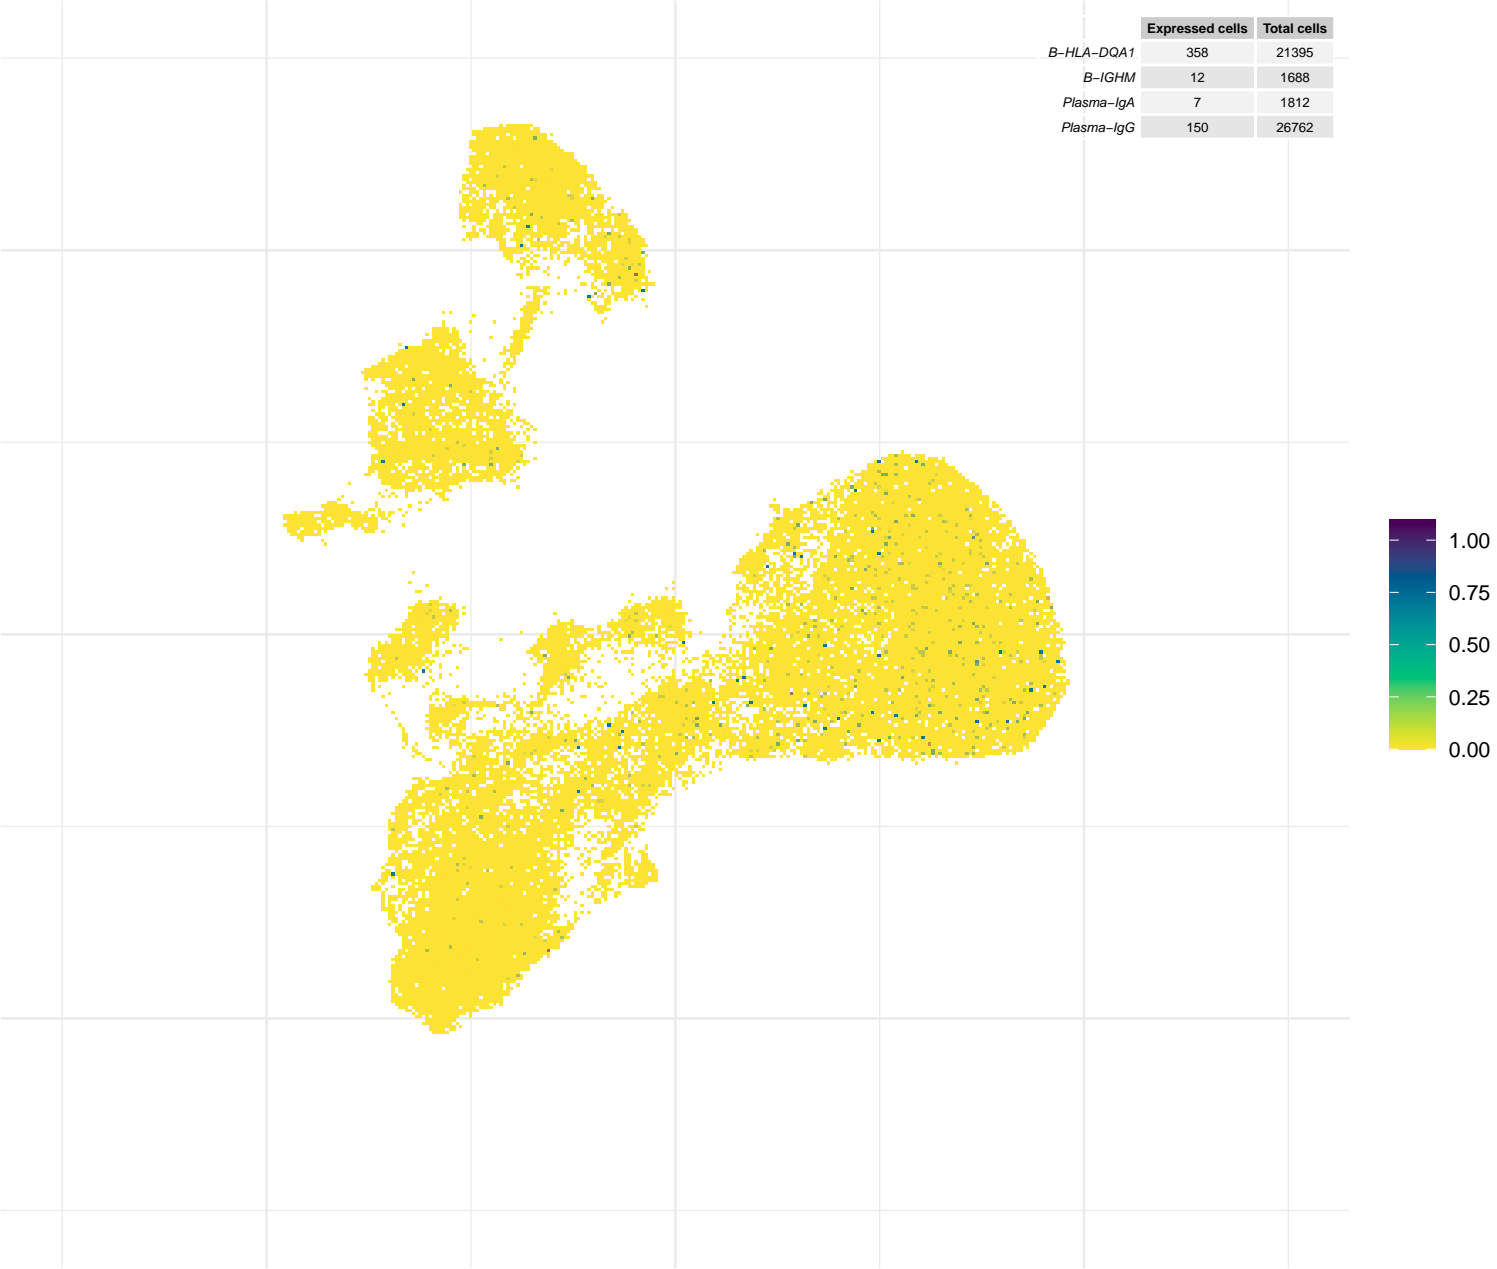 Expressed cells Total cells
B−HLA−DQA1 358 21395
B−IGHM 12 1688
Plasma−IgA 7 1812
Plasma−IgG 150 26762
1.00
0.75
0.50
0.25
0.00